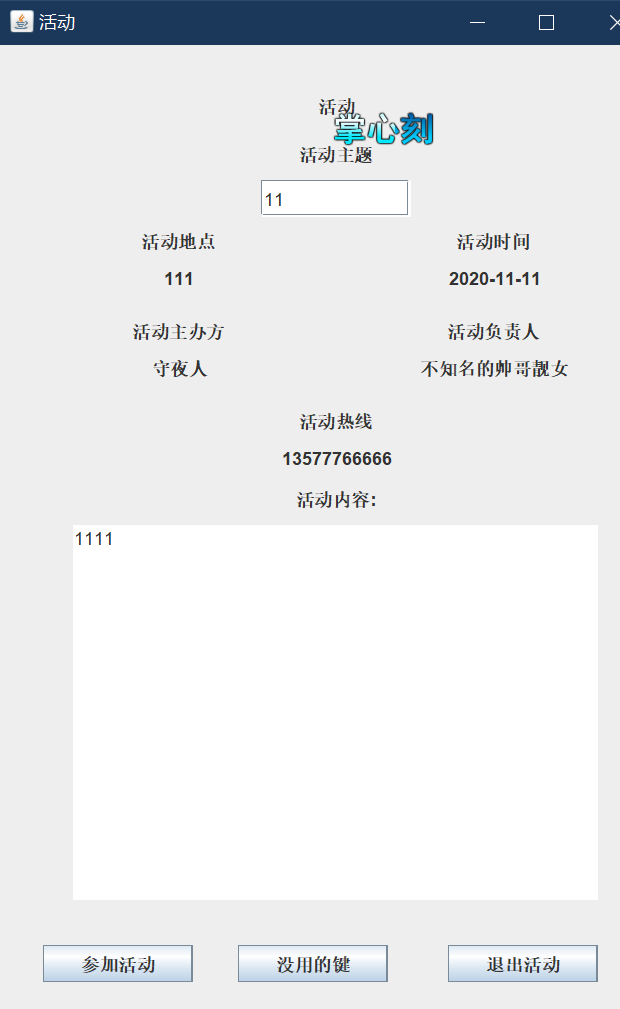 活动
活动
掌心刻
活动主题
11
活动地点 活动时间
111 2020-11-11
活动主办方 活动负责人
守夜人 不知名的帅哥靓女
活动热线
13577766666
活动内容:
1111
参加活动 没用的键 退出活动